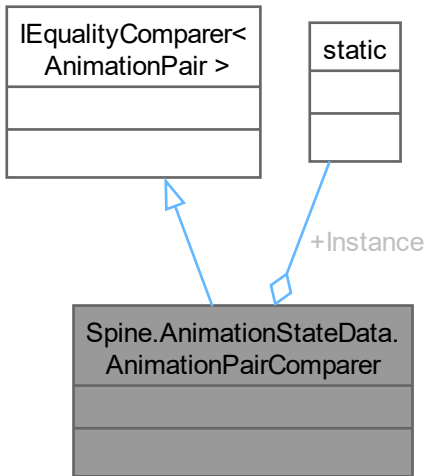 IEqualityComparer<
AnimationPair >
static
+Instance
Spine.AnimationStateData.
AnimationPairComparer